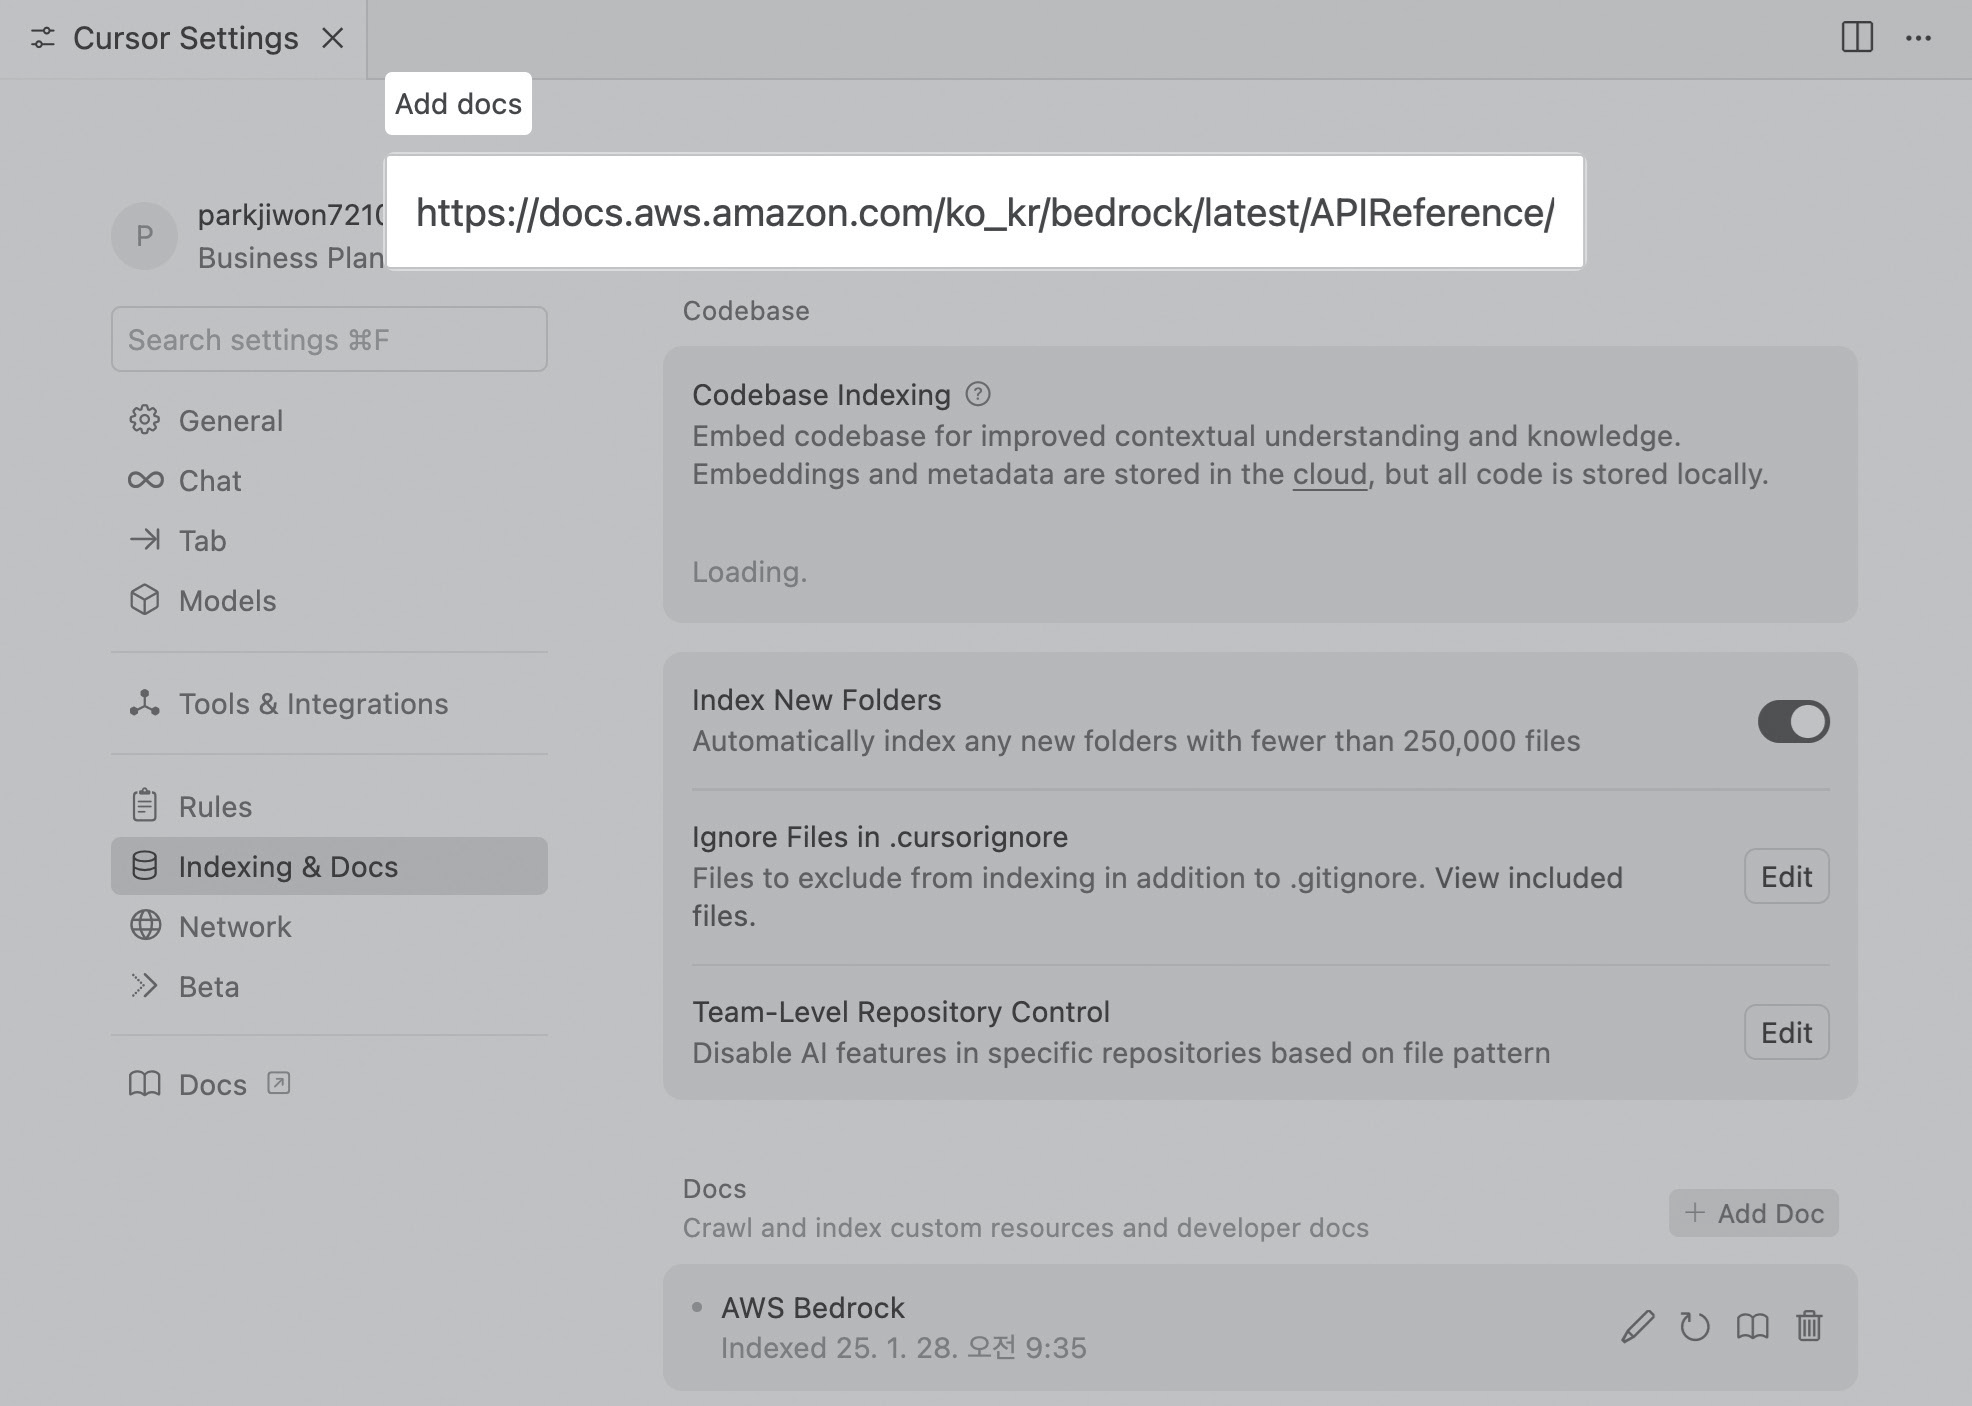 Cursor Settings
Add docs
https://docs.aws.amazon.com/ko_kr/bedrock/latest/APIReference/
P
parkjiwon7210
Business Plan
Search settings ⌘F
General
Chat
Tab
Models
Tools & Integrations
Rules
Indexing & Docs
Network
Beta
Docs
Codebase
Codebase Indexing
Embed codebase for improved contextual understanding and knowledge.
Embeddings and metadata are stored in the cloud, but all code is stored locally.
Loading.
Index New Folders
Automatically index any new folders with fewer than 250,000 files
Ignore Files in .cursorignore
Files to exclude from indexing in addition to .gitignore. View included
files.
Edit
Team-Level Repository Control
Disable AI features in specific repositories based on file pattern
Edit
Docs
Crawl and index custom resources and developer docs
+ Add Doc
AWS Bedrock
Indexed 25. 1. 28. 오전 9:35